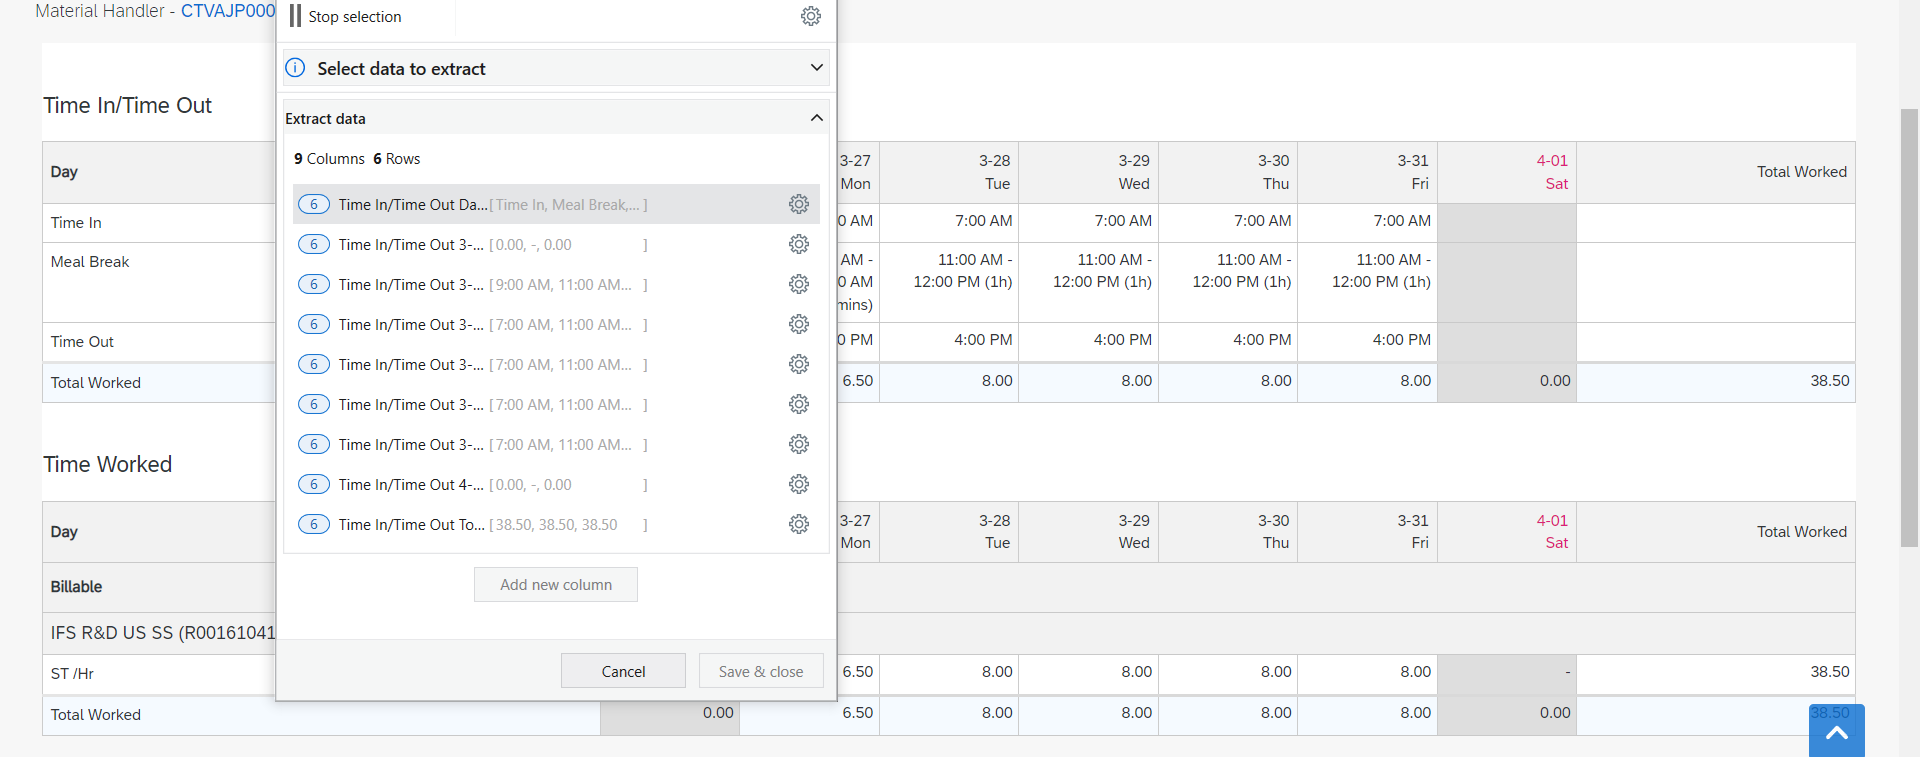 Material Handler - CTVAJP000
Stop selection
Select data to extract
Time In/Time Out
Extract data
9 Columns 6 Rows
Day
3-27
Mon
3-28
Tue
3-29
Wed
3-30
Thu
3-31
Fri
4-01
Sat
Total Worked
6 Time In/Time Out Da...[Time In, Meal Break,... ]
6 Time In/Time Out 3-... [0.00, -, 0.00 ]
6 Time In/Time Out 3-... [9:00 AM, 11:00 AM... ]
6 Time In/Time Out 3-... [7:00 AM, 11:00 AM... ]
6 Time In/Time Out 3-... [7:00 AM, 11:00 AM... ]
6 Time In/Time Out 3-... [7:00 AM, 11:00 AM... ]
6 Time In/Time Out 3-... [7:00 AM, 11:00 AM... ]
6 Time In/Time Out 4-... [0.00, -, 0.00 ]
6 Time In/Time Out To... [38.50, 38.50, 38.50 ]
Add new column
Cancel
Save & close
Time In
0 AM 7:00 AM 7:00 AM 7:00 AM 7:00 AM
Meal Break
AM -
0 AM
mins)
11:00 AM -
12:00 PM (1h)
11:00 AM -
12:00 PM (1h)
11:00 AM -
12:00 PM (1h)
11:00 AM -
12:00 PM (1h)
Time Out
0 PM 4:00 PM 4:00 PM 4:00 PM 4:00 PM
Total Worked
6.50 8.00 8.00 8.00 8.00 0.00 38.50
Time Worked
Day
3-27
Mon
3-28
Tue
3-29
Wed
3-30
Thu
3-31
Fri
4-01
Sat
Total Worked
Billable
IFS R&D US SS (R00161041
ST /Hr
6.50 8.00 8.00 8.00 8.00 - 38.50
Total Worked
0.00 6.50 8.00 8.00 8.00 8.00 0.00 38.50